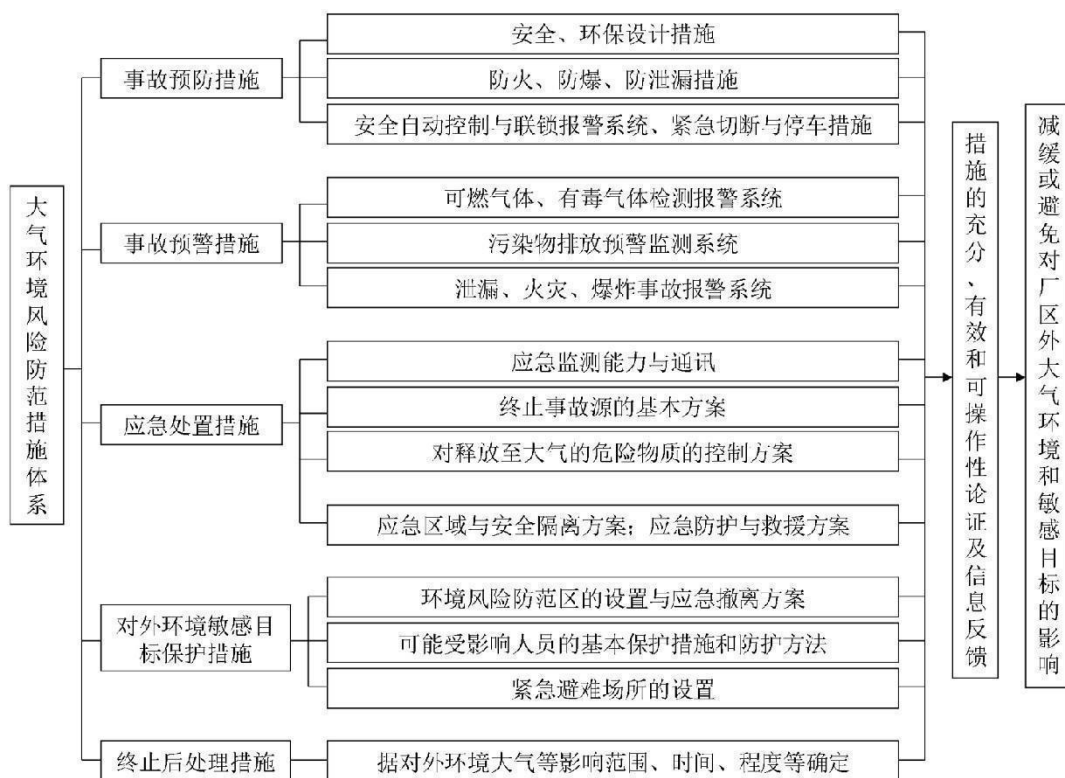 大气环境风险防范措施体系
事故预防措施
安全、环保设计措施
防火、防爆、防泄漏措施
安全自动控制与联锁报警系统、紧急切断与停车措施
事故预警措施
可燃气体、有毒气体检测报警系统
污染物排放预警监测系统
泄漏、火灾、爆炸事故报警系统
应急处置措施
应急监测能力与通讯
终止事故源的基本方案
对释放至大气的危险物质的控制方案
应急区域与安全隔离方案；应急防护与救援方案
对外环境敏感目
标保护措施
环境风险防范区的设置与应急撤离方案
可能受影响人员的基本保护措施和防护方法
紧急避难场所的设置
终止后处理措施
据对外环境大气等影响范围、时间、程度等确定
措施的充分、有效和可操作性论证及信息反馈
减缓或避免对厂区外大气环境和敏感目标的影响